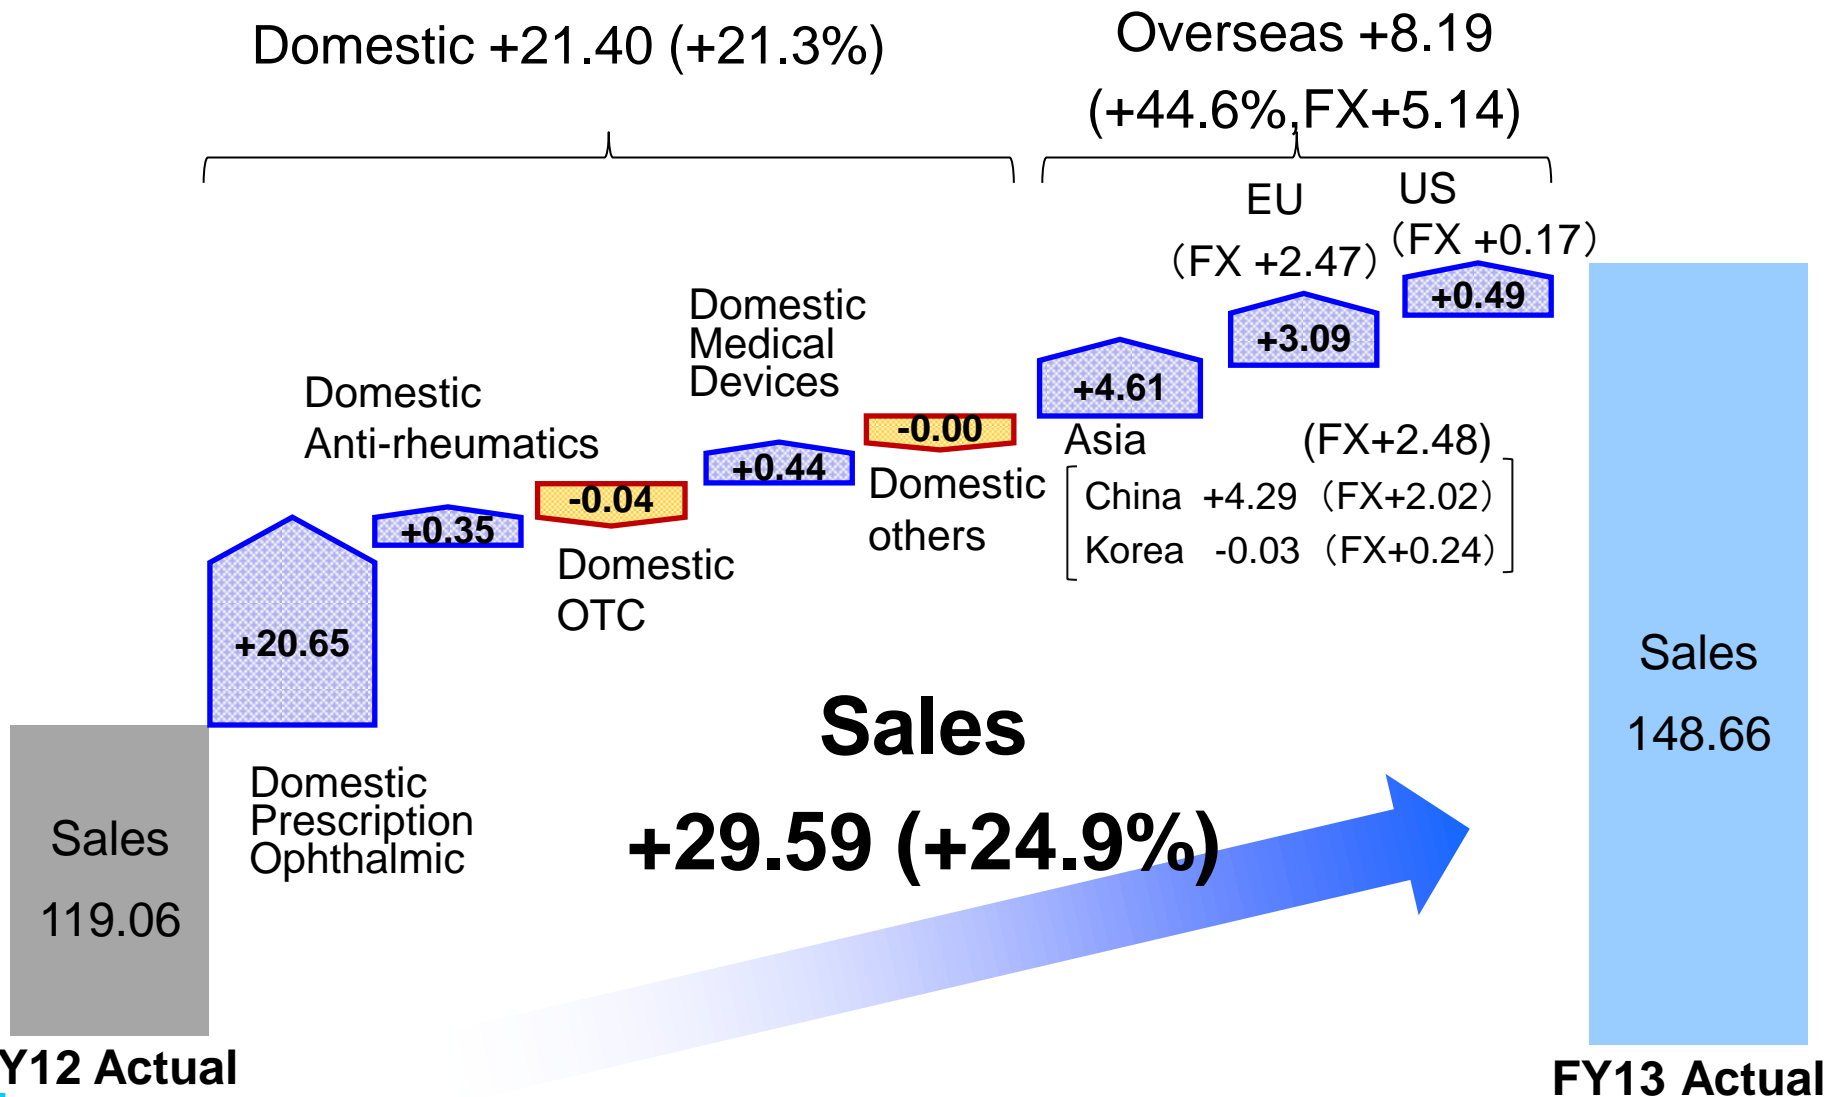 Domestic +21.40 (+21.3%)
Overseas +8.19
(+44.6%,FX+5.14)
EU
（FX +2.47）
US
（FX +0.17）
+0.49
+3.09
+4.61
Domestic
Medical
Devices
-0.00
+0.44
Domestic
Anti-rheumatics
-0.04
+0.35
+20.65
Domestic
OTC
Domestic
others
Asia (FX+2.48)
China +4.29 （FX+2.02）
Korea -0.03 （FX+0.24）
Domestic
Prescription
Ophthalmic
Sales
+29.59 (+24.9%)
Sales
119.06
Y12 Actual
Sales
148.66
FY13 Actual